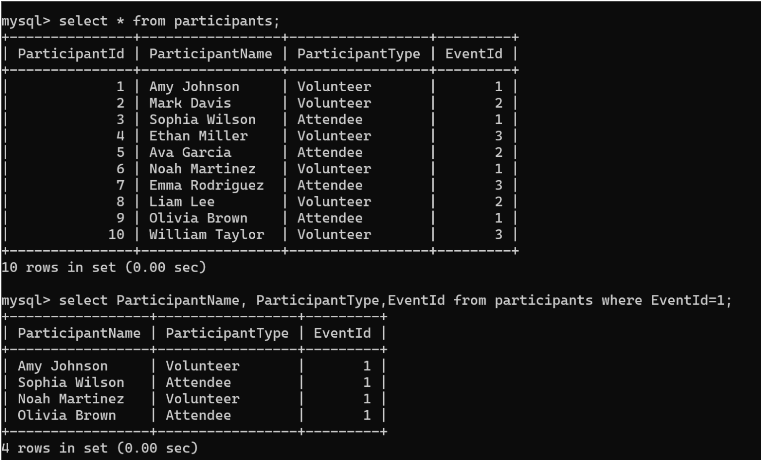 mysql> select * from participants;
+---------------+-----------------+-----------------+---------+
| ParticipantId | ParticipantName | ParticipantType | EventId |
+---------------+-----------------+-----------------+---------+
|             1 | Amy Johnson     | Volunteer       |       1 |
|             2 | Mark Davis      | Volunteer       |       2 |
|             3 | Sophia Wilson   | Attendee        |       1 |
|             4 | Ethan Miller    | Volunteer       |       3 |
|             5 | Ava Garcia      | Attendee        |       2 |
|             6 | Noah Martinez   | Volunteer       |       1 |
|             7 | Emma Rodriguez  | Attendee        |       3 |
|             8 | Liam Lee        | Volunteer       |       2 |
|             9 | Olivia Brown    | Attendee        |       1 |
|            10 | William Taylor  | Volunteer       |       3 |
+---------------+-----------------+-----------------+---------+
10 rows in set (0.00 sec)
mysql> select ParticipantName, ParticipantType,EventId from participants where EventId=1;
+-----------------+-----------------+---------+
| ParticipantName | ParticipantType | EventId |
+-----------------+-----------------+---------+
| Amy Johnson     | Volunteer       |       1 |
| Sophia Wilson   | Attendee        |       1 |
| Noah Martinez   | Volunteer       |       1 |
| Olivia Brown    | Attendee        |       1 |
+-----------------+-----------------+---------+
4 rows in set (0.00 sec)